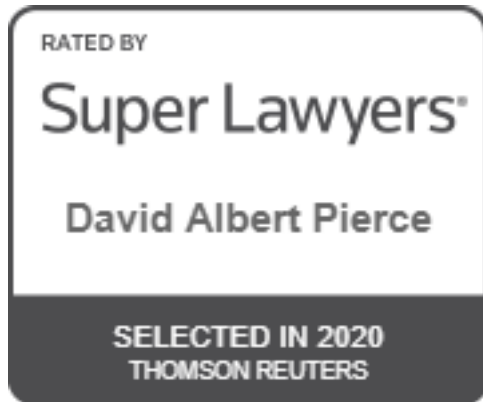 RATED BY
Super Lawyers®
David Albert Pierce
SELECTED IN 2020
THOMSON REUTERS